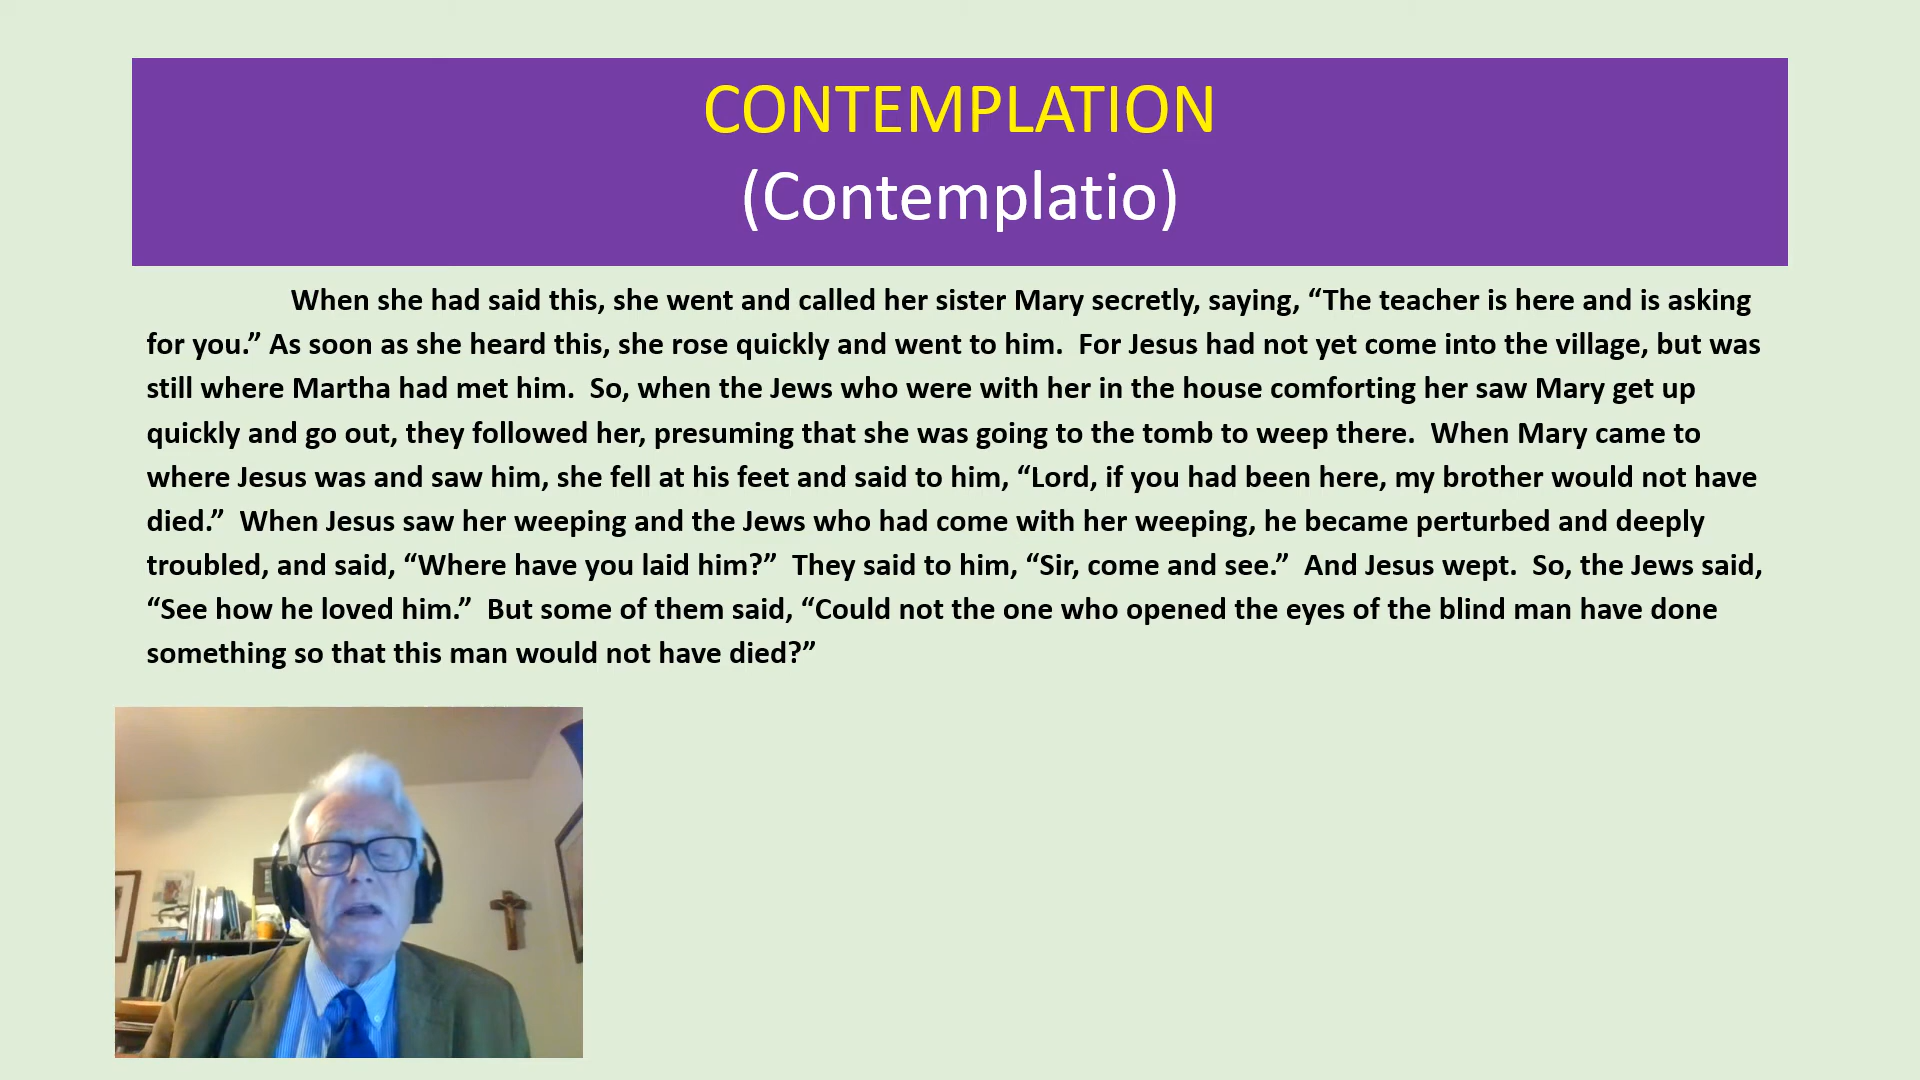 CONTEMPLATION
(Contemplatio)
When she had said this, she went and called her sister Mary secretly, saying, “The teacher is here and is asking
for you.” As soon as she heard this, she rose quickly and went to him.  For Jesus had not yet come into the village, but was
still where Martha had met him.  So, when the Jews who were with her in the house comforting her saw Mary get up
quickly and go out, they followed her, presuming that she was going to the tomb to weep there.  When Mary came to
where Jesus was and saw him, she fell at his feet and said to him, “Lord, if you had been here, my brother would not have
died.”  When Jesus saw her weeping and the Jews who had come with her weeping, he became perturbed and deeply
troubled, and said, “Where have you laid him?”  They said to him, “Sir, come and see.”  And Jesus wept.  So, the Jews said,
“See how he loved him.”  But some of them said, “Could not the one who opened the eyes of the blind man have done
something so that this man would not have died?”